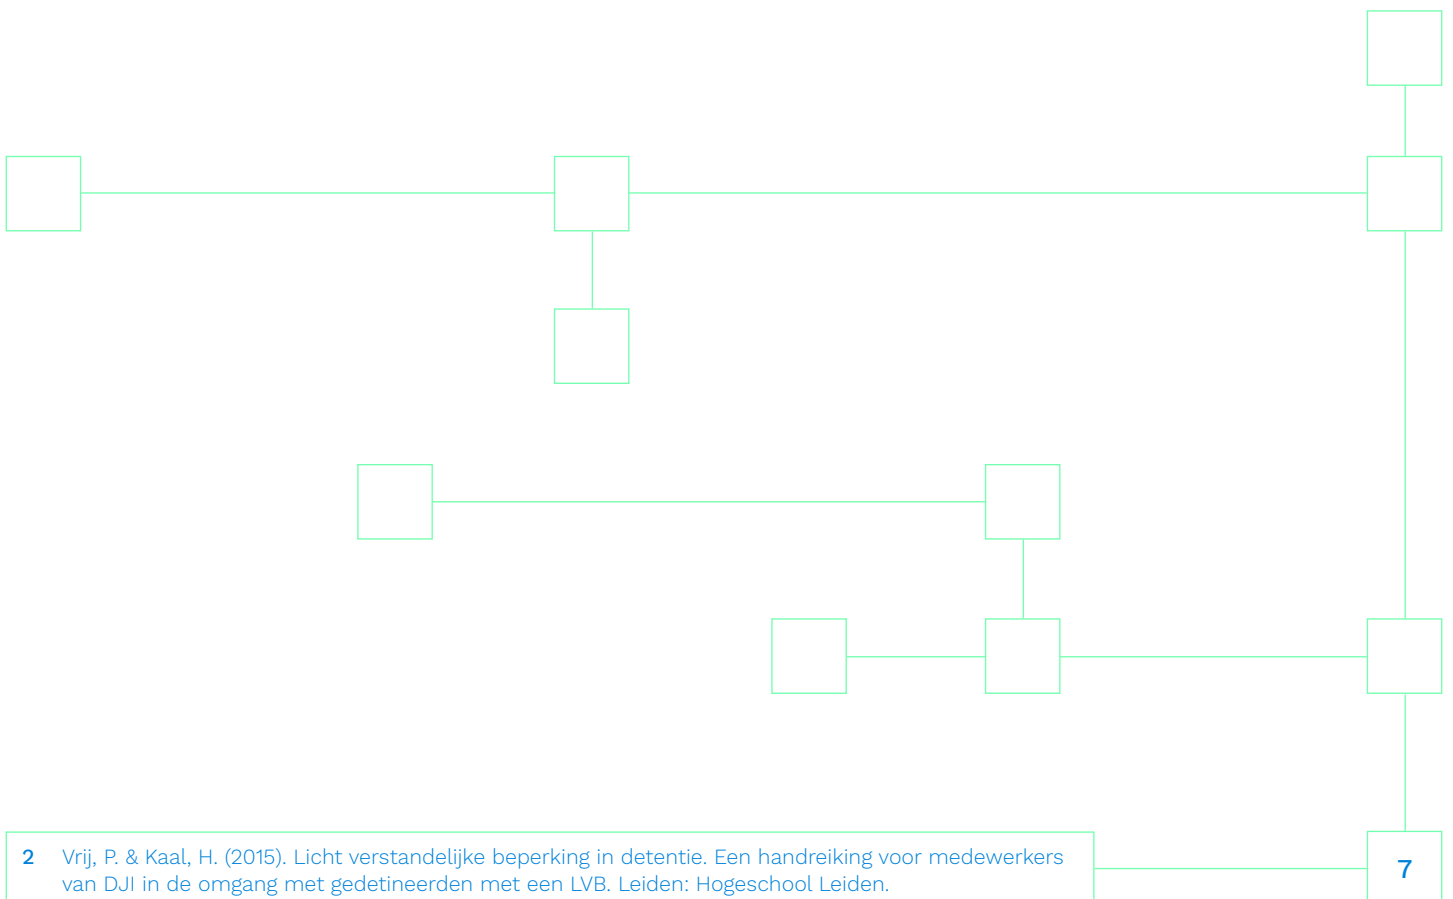 2 Vrij, P. & Kaal, H. (2015). Licht verstandelijke beperking in detentie. Een handreiking voor medewerkers
van DJI in de omgang met gedetineerden met een LVB. Leiden: Hogeschool Leiden.
7